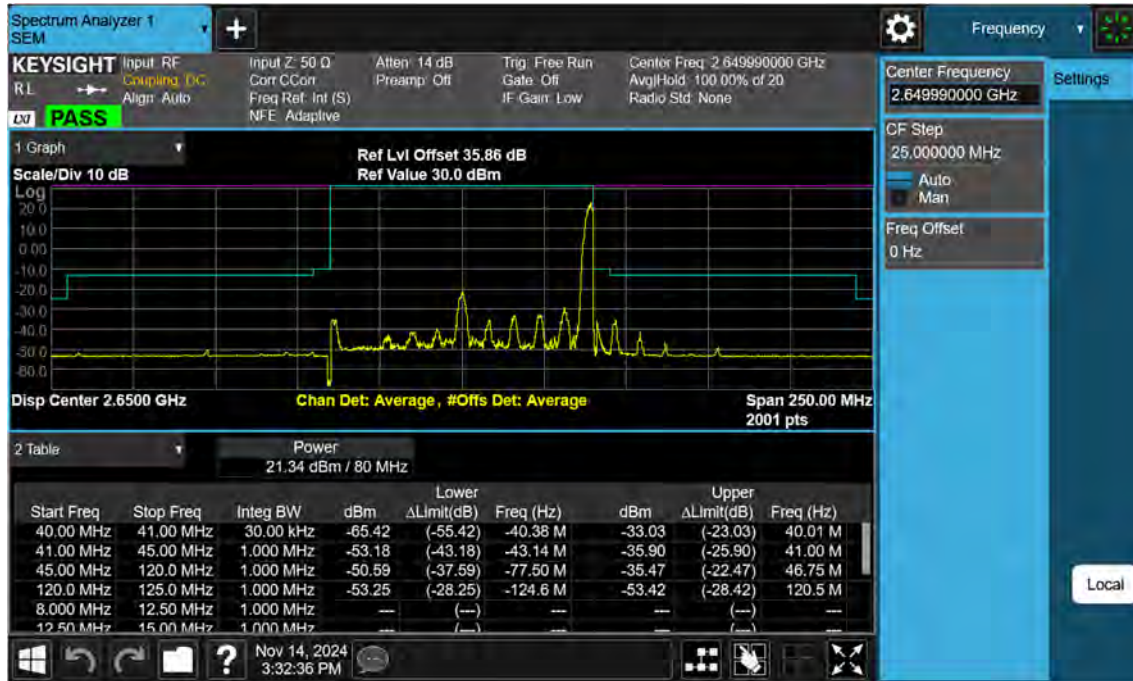 Spectrum Analyzer 1
SEM
+
Frequency
KEYSIGHT
RL
LXI
PASS
Input: RF
Coupling: DC
Align: Auto
Input Z: 50 Ω
Corr CCorr
Freq Ref: Int (S)
NFE: Adaptive
Atten: 14 dB
Preamp: Off
Trig: Free Run
Gate: Off
IF Gain: Low
Center Freq: 2.649990000 GHz
Avg|Hold: 100.00% of 20
Radio Std: None
Center Frequency
2.649990000 GHz
Settings
CF Step
25.000000 MHz
Auto
Man
Freq Offset
0 Hz
1 Graph
Scale/Div 10 dB
Ref Lvl Offset 35.86 dB
Ref Value 30.0 dBm
Log
20.0
10.0
0.00
-10.0
-20.0
-30.0
-40.0
-50.0
-60.0
Disp Center 2.6500 GHz
Chan Det: Average, #Offs Det: Average
Span 250.00 MHz
2001 pts
2 Table
Power
21.34 dBm / 80 MHz
Lower Upper
Start Freq Stop Freq Integ BW dBm ΔLimit(dB) Freq (Hz) dBm ΔLimit(dB) Freq (Hz)
40.00 MHz 41.00 MHz 30.00 kHz -65.42 (-55.42) -40.38 M -33.03 (-23.03) 40.01 M
41.00 MHz 45.00 MHz 1.000 MHz -53.18 (-43.18) -43.14 M -35.90 (-25.90) 41.00 M
45.00 MHz 120.0 MHz 1.000 MHz -50.59 (-37.59) -77.50 M -35.47 (-22.47) 46.75 M
120.0 MHz 125.0 MHz 1.000 MHz -53.25 (-28.25) -124.6 M -53.42 (-28.42) 120.5 M
8.000 MHz 12.50 MHz 1.000 MHz --- (---) --- --- (---) ---
12.50 MHz 15.00 MHz 1.000 MHz --- (---) --- --- (---) ---
Local
?
Nov 14, 2024
3:32:36 PM